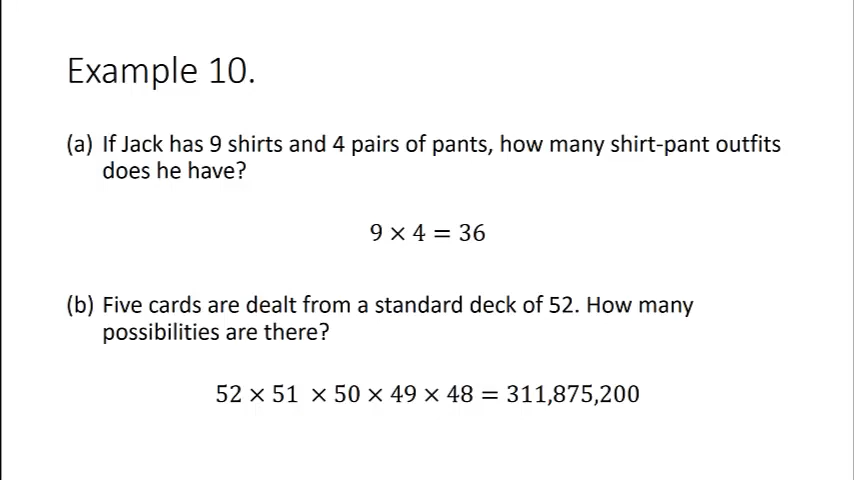 Example 10.
(a) If Jack has 9 shirts and 4 pairs of pants, how many shirt-pant outfits
does he have?
9 × 4 = 36
(b) Five cards are dealt from a standard deck of 52. How many
possibilities are there?
52 × 51 × 50 × 49 × 48 = 311,875,200